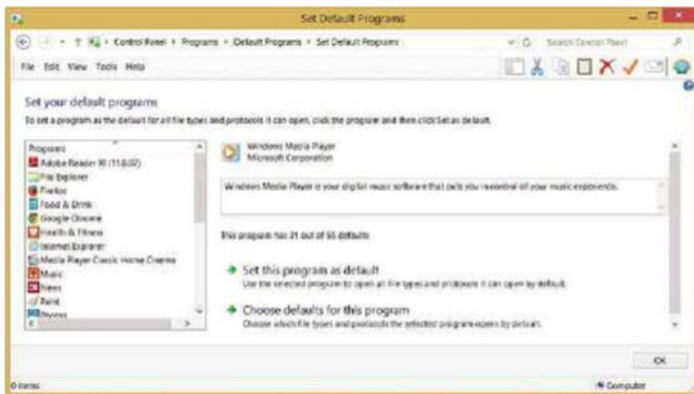 Set Default Programs
Control Panel ▸ Programs ▸ Default Programs ▸ Set Default Programs
Search Control Panel
File Edit View Tools Help
Set your default programs
To set a program as the default for all file types and protocols it can open, click the program and then click Set as default.
Programs
Adobe Reader XI (11.0.02)
File Explorer
Firefox
Food & Drink
Google Chrome
Health & Fitness
Internet Explorer
Media Player Classic Home Cinema
Music
News
Paint
Windows Media Player
Microsoft Corporation
Windows Media Player is your digital music software that puts you in control of your music experience.
This program has 31 out of 55 defaults
Set this program as default
Use the selected program to open all file types and protocols it can open by default.
Choose defaults for this program
Choose which file types and protocols the selected program opens by default.
OK
0 items
Computer